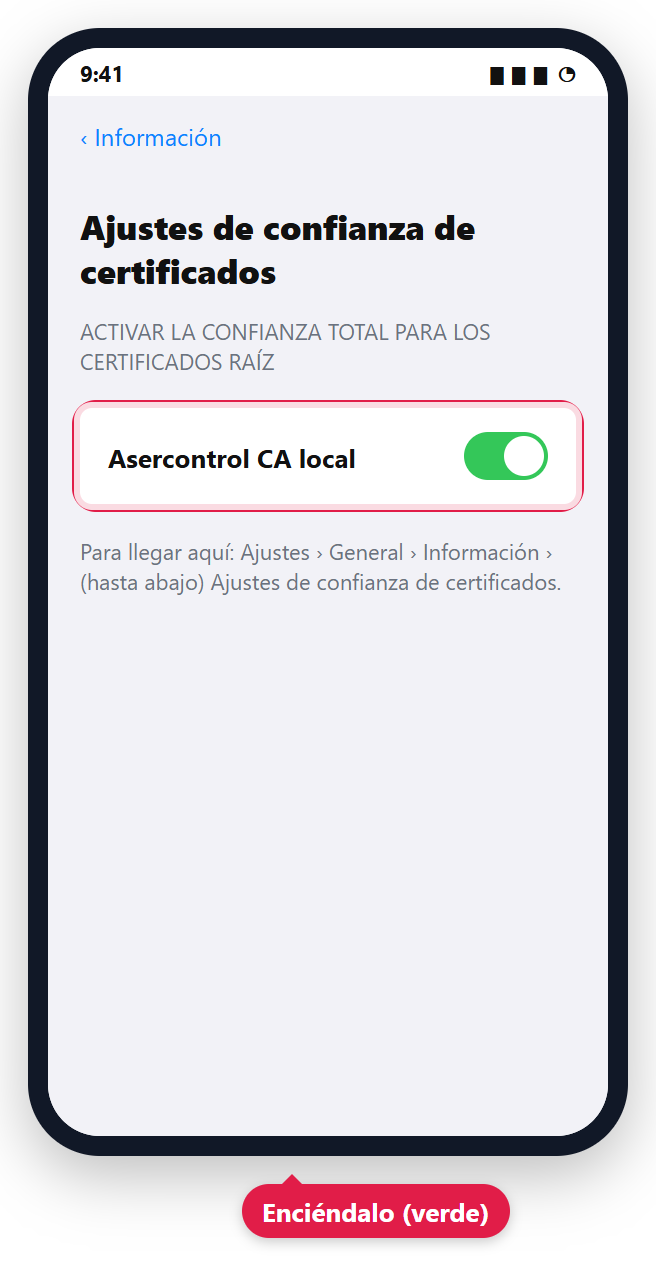 9:41
‹ Información
Ajustes de confianza de
certificados
ACTIVAR LA CONFIANZA TOTAL PARA LOS
CERTIFICADOS RAÍZ
Asercontrol CA local
Para llegar aquí: Ajustes › General › Información ›
(hasta abajo) Ajustes de confianza de certificados.
Enciéndalo (verde)